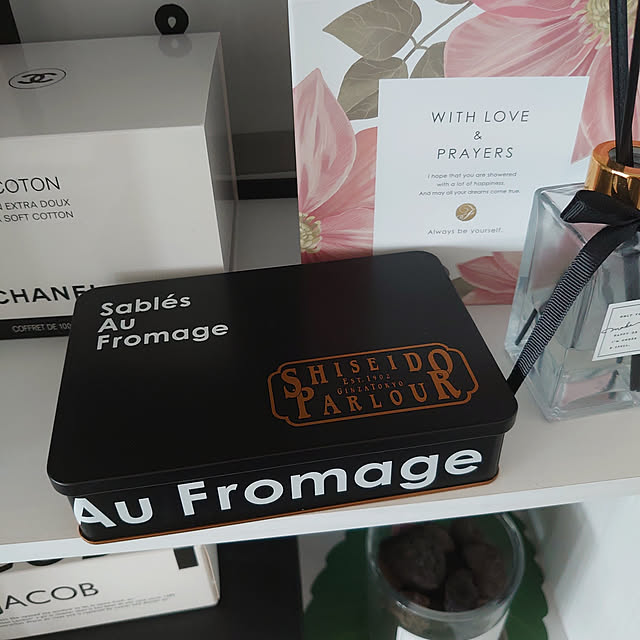 COTON
EXTRA DOUX
SOFT COTTON
CHANEL
COFFRET DE 100
WITH LOVE
&
PRAYERS
I hope that you are showered
with a lot of happiness.
And may all your dreams come true.
Always be yourself.
Sablés
Au
Fromage
SHISEIDO
EST.1902
GINZA TOKYO
PARLOUR
Au Fromage
JACOB